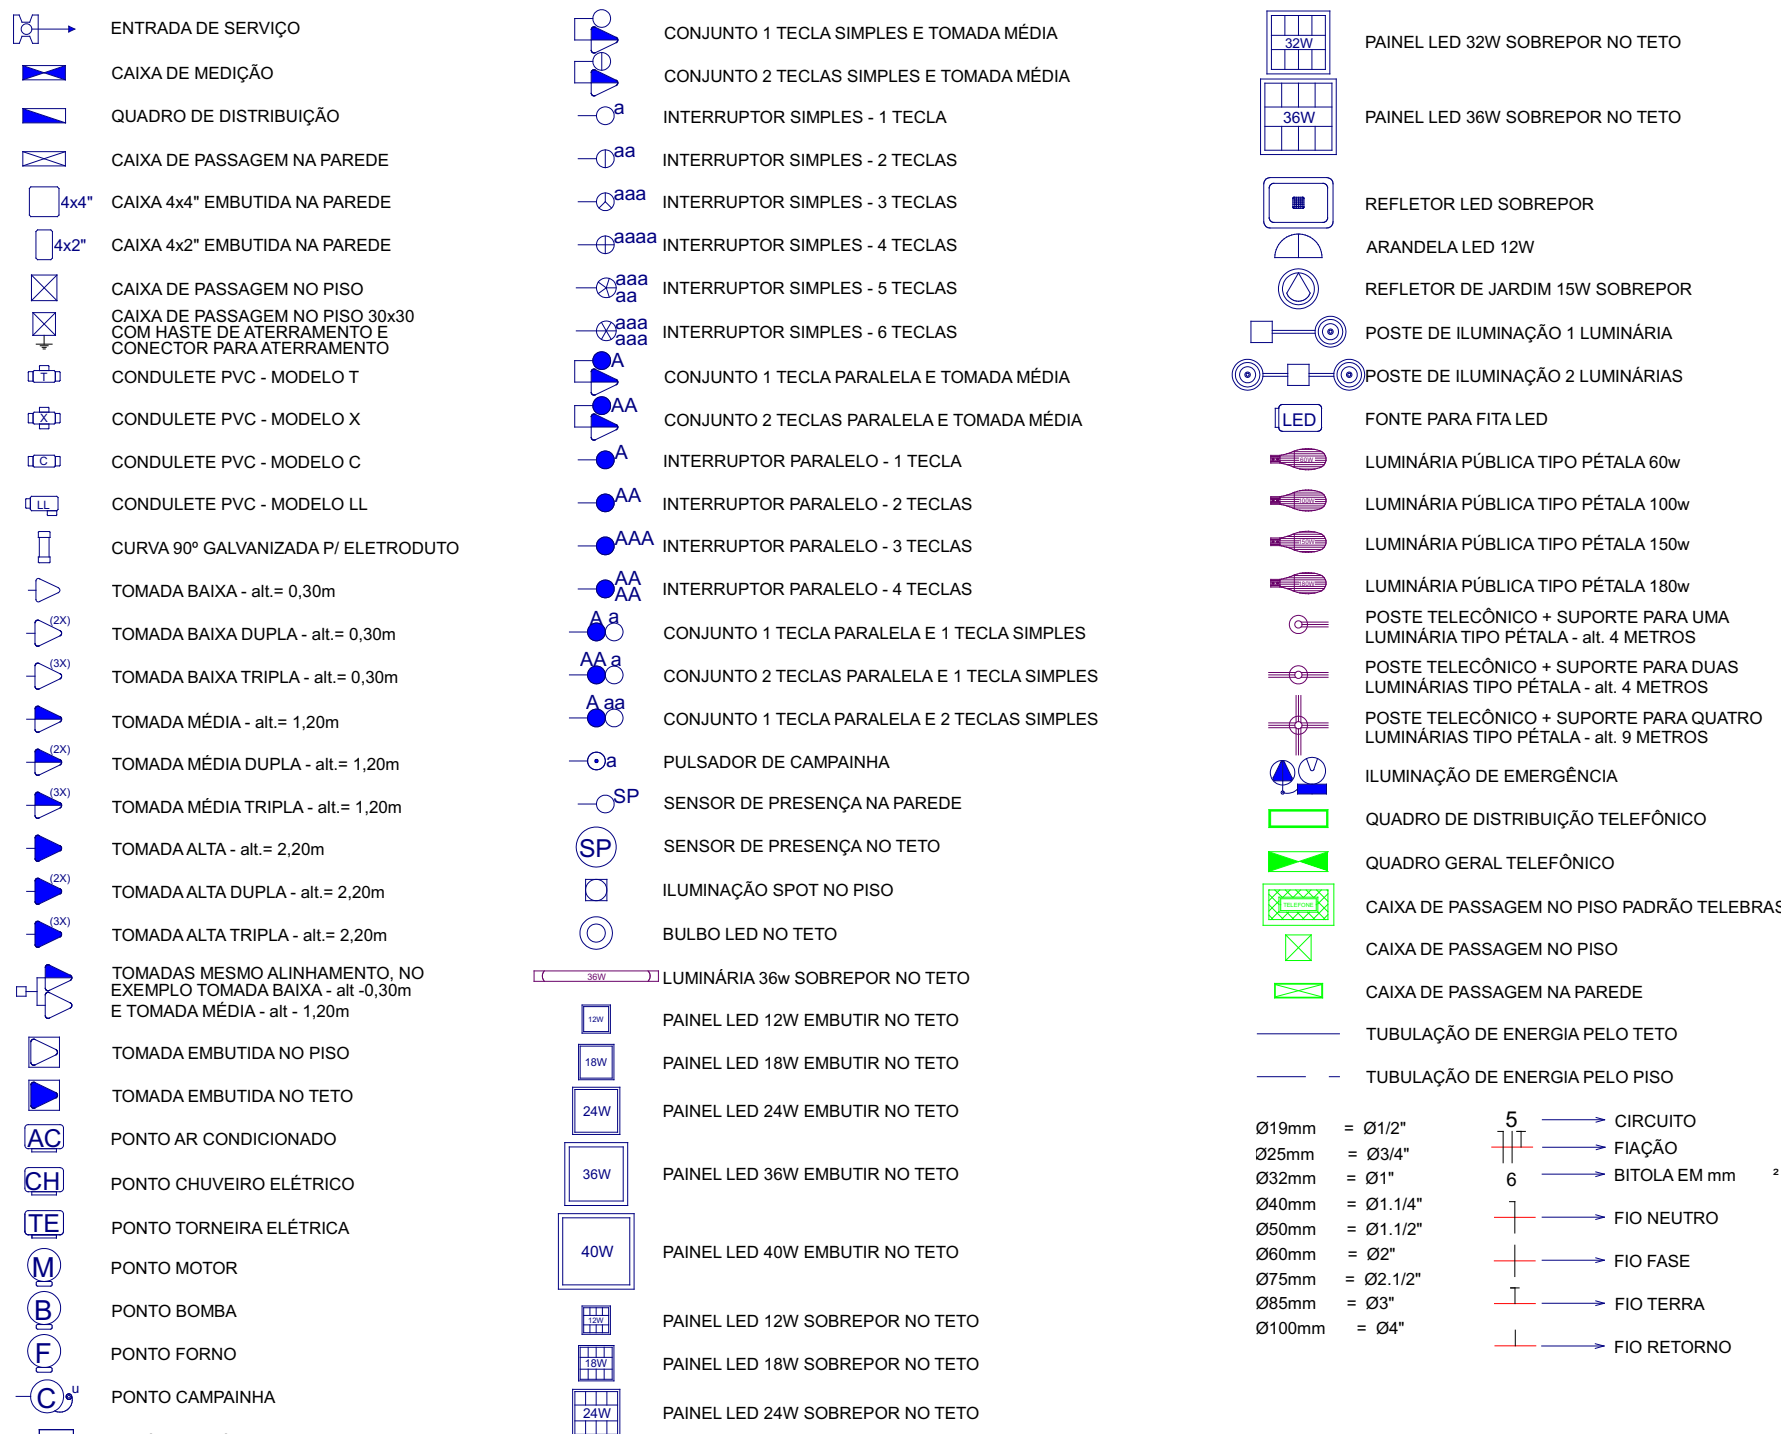 ENTRADA DE SERVIÇO
CAIXA DE MEDIÇÃO
QUADRO DE DISTRIBUIÇÃO
CAIXA DE PASSAGEM NA PAREDE
4x4" CAIXA 4x4" EMBUTIDA NA PAREDE
4x2" CAIXA 4x2" EMBUTIDA NA PAREDE
CAIXA DE PASSAGEM NO PISO
CAIXA DE PASSAGEM NO PISO 30x30
COM HASTE DE ATERRAMENTO E
CONECTOR PARA ATERRAMENTO
T CONDULETE PVC - MODELO T
X CONDULETE PVC - MODELO X
C CONDULETE PVC - MODELO C
LL CONDULETE PVC - MODELO LL
CURVA 90º GALVANIZADA P/ ELETRODUTO
TOMADA BAIXA - alt.= 0,30m
(2X) TOMADA BAIXA DUPLA - alt.= 0,30m
(3X) TOMADA BAIXA TRIPLA - alt.= 0,30m
TOMADA MÉDIA - alt.= 1,20m
(2X) TOMADA MÉDIA DUPLA - alt.= 1,20m
(3X) TOMADA MÉDIA TRIPLA - alt.= 1,20m
TOMADA ALTA - alt.= 2,20m
(2X) TOMADA ALTA DUPLA - alt.= 2,20m
(3X) TOMADA ALTA TRIPLA - alt.= 2,20m
TOMADAS MESMO ALINHAMENTO, NO
EXEMPLO TOMADA BAIXA - alt -0,30m
E TOMADA MÉDIA - alt - 1,20m
TOMADA EMBUTIDA NO PISO
TOMADA EMBUTIDA NO TETO
AC PONTO AR CONDICIONADO
CH PONTO CHUVEIRO ELÉTRICO
TE PONTO TORNEIRA ELÉTRICA
M PONTO MOTOR
B PONTO BOMBA
F PONTO FORNO
C u PONTO CAMPAINHA
CONJUNTO 1 TECLA SIMPLES E TOMADA MÉDIA
CONJUNTO 2 TECLAS SIMPLES E TOMADA MÉDIA
a INTERRUPTOR SIMPLES - 1 TECLA
aa INTERRUPTOR SIMPLES - 2 TECLAS
aaa INTERRUPTOR SIMPLES - 3 TECLAS
aaaa INTERRUPTOR SIMPLES - 4 TECLAS
aaa
aa INTERRUPTOR SIMPLES - 5 TECLAS
aaa
aaa INTERRUPTOR SIMPLES - 6 TECLAS
A CONJUNTO 1 TECLA PARALELA E TOMADA MÉDIA
AA CONJUNTO 2 TECLAS PARALELA E TOMADA MÉDIA
A INTERRUPTOR PARALELO - 1 TECLA
AA INTERRUPTOR PARALELO - 2 TECLAS
AAA INTERRUPTOR PARALELO - 3 TECLAS
AA
AA INTERRUPTOR PARALELO - 4 TECLAS
A a CONJUNTO 1 TECLA PARALELA E 1 TECLA SIMPLES
AA a CONJUNTO 2 TECLAS PARALELA E 1 TECLA SIMPLES
A aa CONJUNTO 1 TECLA PARALELA E 2 TECLAS SIMPLES
a PULSADOR DE CAMPAINHA
SP SENSOR DE PRESENÇA NA PAREDE
SP SENSOR DE PRESENÇA NO TETO
ILUMINAÇÃO SPOT NO PISO
BULBO LED NO TETO
36W LUMINÁRIA 36w SOBREPOR NO TETO
12W PAINEL LED 12W EMBUTIR NO TETO
18W PAINEL LED 18W EMBUTIR NO TETO
24W PAINEL LED 24W EMBUTIR NO TETO
36W PAINEL LED 36W EMBUTIR NO TETO
40W PAINEL LED 40W EMBUTIR NO TETO
12W PAINEL LED 12W SOBREPOR NO TETO
18W PAINEL LED 18W SOBREPOR NO TETO
24W PAINEL LED 24W SOBREPOR NO TETO
32W PAINEL LED 32W SOBREPOR NO TETO
36W PAINEL LED 36W SOBREPOR NO TETO
REFLETOR LED SOBREPOR
ARANDELA LED 12W
REFLETOR DE JARDIM 15W SOBREPOR
POSTE DE ILUMINAÇÃO 1 LUMINÁRIA
POSTE DE ILUMINAÇÃO 2 LUMINÁRIAS
LED FONTE PARA FITA LED
LUMINÁRIA PÚBLICA TIPO PÉTALA 60w
LUMINÁRIA PÚBLICA TIPO PÉTALA 100w
LUMINÁRIA PÚBLICA TIPO PÉTALA 150w
LUMINÁRIA PÚBLICA TIPO PÉTALA 180w
POSTE TELECÔNICO + SUPORTE PARA UMA
LUMINÁRIA TIPO PÉTALA - alt. 4 METROS
POSTE TELECÔNICO + SUPORTE PARA DUAS
LUMINÁRIAS TIPO PÉTALA - alt. 4 METROS
POSTE TELECÔNICO + SUPORTE PARA QUATRO
LUMINÁRIAS TIPO PÉTALA - alt. 9 METROS
ILUMINAÇÃO DE EMERGÊNCIA
QUADRO DE DISTRIBUIÇÃO TELEFÔNICO
QUADRO GERAL TELEFÔNICO
TELEFONE CAIXA DE PASSAGEM NO PISO PADRÃO TELEBRAS
CAIXA DE PASSAGEM NO PISO
CAIXA DE PASSAGEM NA PAREDE
TUBULAÇÃO DE ENERGIA PELO TETO
TUBULAÇÃO DE ENERGIA PELO PISO
Ø19mm = Ø1/2"
Ø25mm = Ø3/4"
Ø32mm = Ø1"
Ø40mm = Ø1.1/4"
Ø50mm = Ø1.1/2"
Ø60mm = Ø2"
Ø75mm = Ø2.1/2"
Ø85mm = Ø3"
Ø100mm = Ø4"
5 CIRCUITO
FIAÇÃO
6 BITOLA EM mm ²
FIO NEUTRO
FIO FASE
FIO TERRA
FIO RETORNO